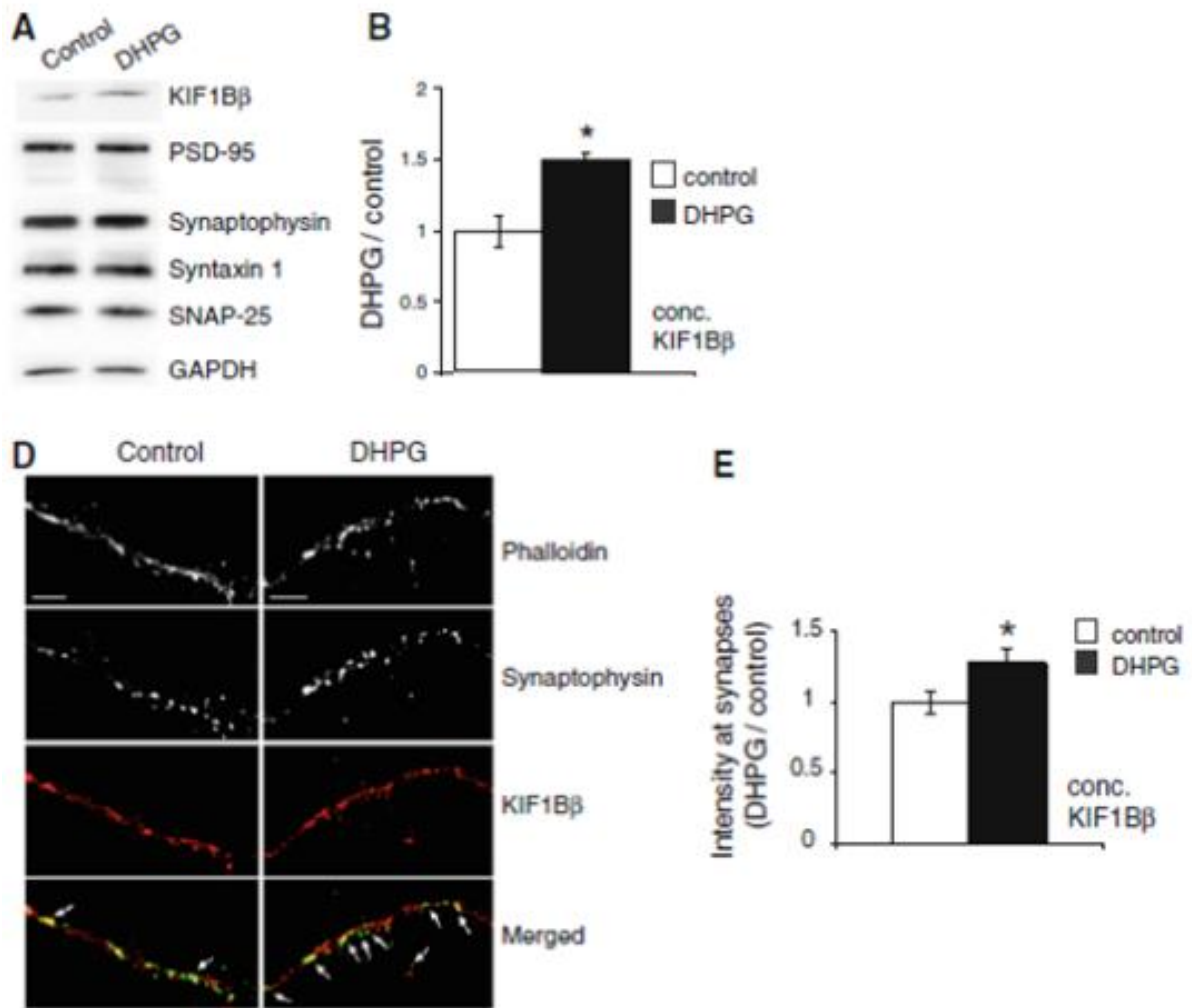 A
Control
DHPG
KIF1Bβ
PSD-95
Synaptophysin
Syntaxin 1
SNAP-25
GAPDH
B
DHPG / control
2
1.5
1
0.5
0
*
control
DHPG
conc.
KIF1Bβ
D
Control
DHPG
Phalloidin
Synaptophysin
KIF1Bβ
Merged
E
Intensity at synapses
(DHPG / control)
1.5
1
0.5
0
*
control
DHPG
conc.
KIF1Bβ